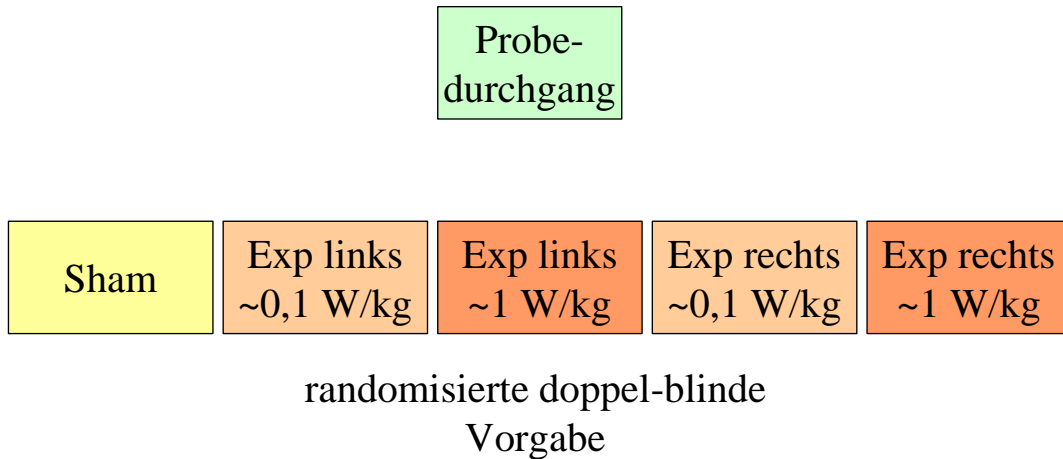 Probe-
durchgang
Sham
Exp links
~0,1 W/kg
Exp links
~1 W/kg
Exp rechts
~0,1 W/kg
Exp rechts
~1 W/kg
randomisierte doppel-blinde
Vorgabe